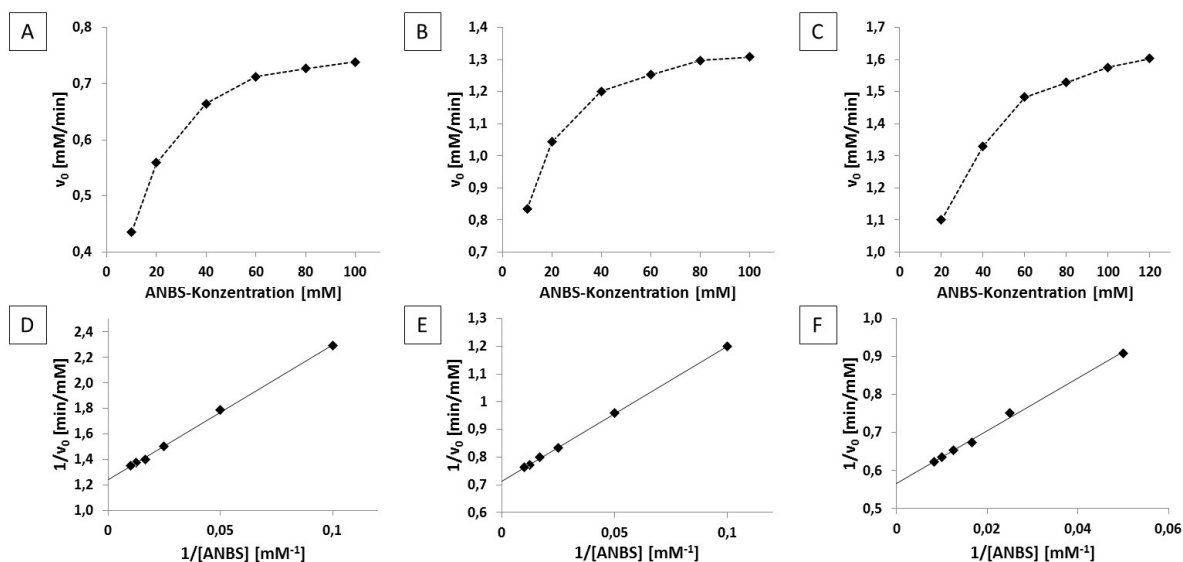 A
v₀ [mM/min]
0,8
0,7
0,6
0,5
0,4
0 20 40 60 80 100
ANBS-Konzentration [mM]
B
v₀ [mM/min]
1,4
1,3
1,2
1,1
1,0
0,9
0,8
0,7
0 20 40 60 80 100
ANBS-Konzentration [mM]
C
v₀ [mM/min]
1,7
1,6
1,5
1,4
1,3
1,2
1,1
1,0
0 20 40 60 80 100 120
ANBS-Konzentration [mM]
D
1/v₀ [min/mM]
2,4
2,2
2,0
1,8
1,6
1,4
1,2
1,0
0 0,05 0,1
1/[ANBS] [mM⁻¹]
E
1/v₀ [min/mM]
1,3
1,2
1,1
1
0,9
0,8
0,7
0,6
0 0,05 0,1
1/[ANBS] [mM⁻¹]
F
1/v₀ [min/mM]
1,0
0,9
0,8
0,7
0,6
0,5
0 0,02 0,04 0,06
1/[ANBS] [mM⁻¹]